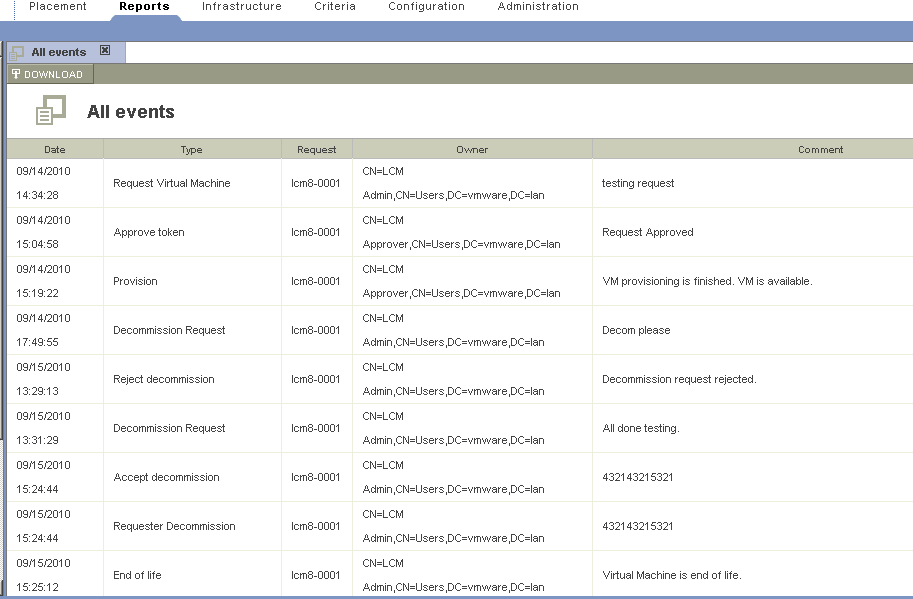 Placement Reports Infrastructure Criteria Configuration Administration
All events
DOWNLOAD
All events
Date Type Request Owner Comment
09/14/2010 14:34:28 Request Virtual Machine lcm8-0001 CN=LCM Admin,CN=Users,DC=vmware,DC=lan testing request
09/14/2010 15:04:58 Approve token lcm8-0001 CN=LCM Approver,CN=Users,DC=vmware,DC=lan Request Approved
09/14/2010 15:19:22 Provision lcm8-0001 CN=LCM Approver,CN=Users,DC=vmware,DC=lan VM provisioning is finished. VM is available.
09/14/2010 17:49:55 Decommission Request lcm8-0001 CN=LCM Admin,CN=Users,DC=vmware,DC=lan Decom please
09/15/2010 13:29:13 Reject decommission lcm8-0001 CN=LCM Admin,CN=Users,DC=vmware,DC=lan Decommission request rejected.
09/15/2010 13:31:29 Decommission Request lcm8-0001 CN=LCM Admin,CN=Users,DC=vmware,DC=lan All done testing.
09/15/2010 15:24:44 Accept decommission lcm8-0001 CN=LCM Admin,CN=Users,DC=vmware,DC=lan 432143215321
09/15/2010 15:24:44 Requester Decommission lcm8-0001 CN=LCM Admin,CN=Users,DC=vmware,DC=lan 432143215321
09/15/2010 15:25:12 End of life lcm8-0001 CN=LCM Admin,CN=Users,DC=vmware,DC=lan Virtual Machine is end of life.